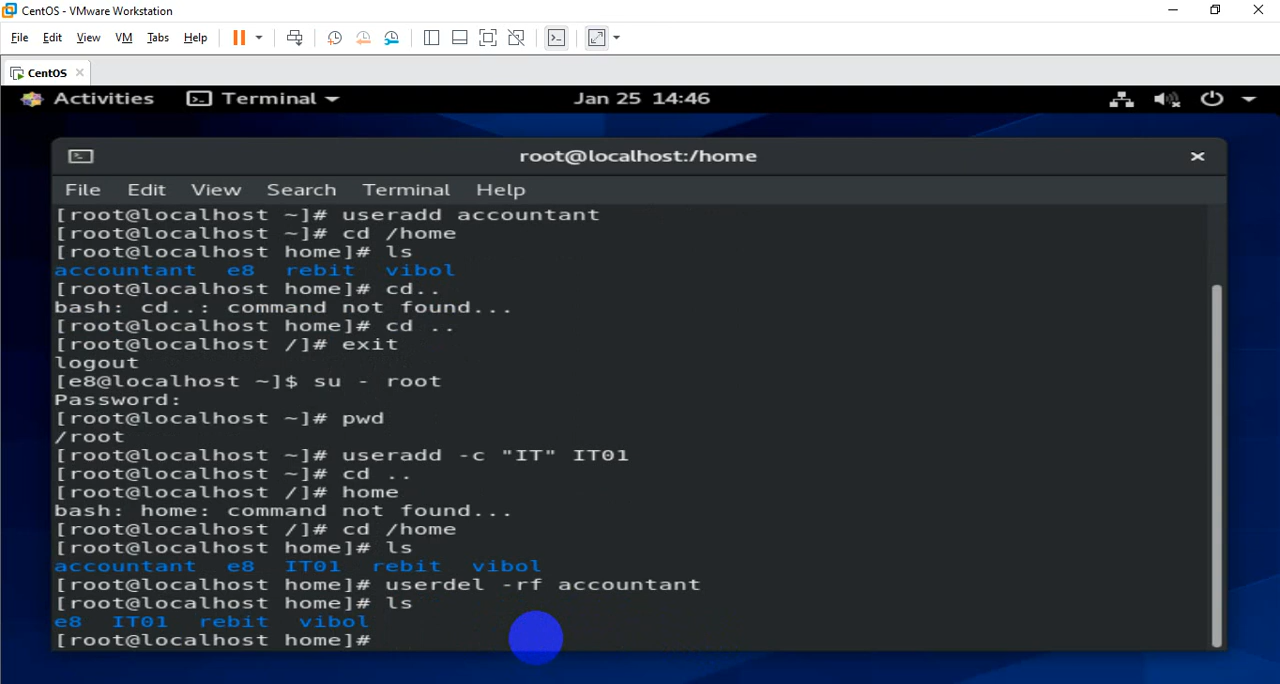 CentOS - VMware Workstation
File Edit View VM Tabs Help
CentOS
Activities Terminal Jan 25 14:46
root@localhost:/home
File Edit View Search Terminal Help
[root@localhost ~]# useradd accountant
[root@localhost ~]# cd /home
[root@localhost home]# ls
accountant e8 rebit vibol
[root@localhost home]# cd..
bash: cd..: command not found...
[root@localhost home]# cd ..
[root@localhost /]# exit
logout
[e8@localhost ~]$ su - root
Password:
[root@localhost ~]# pwd
/root
[root@localhost ~]# useradd -c "IT" IT01
[root@localhost ~]# cd ..
[root@localhost /]# home
bash: home: command not found...
[root@localhost /]# cd /home
[root@localhost home]# ls
accountant e8 IT01 rebit vibol
[root@localhost home]# userdel -rf accountant
[root@localhost home]# ls
e8 IT01 rebit vibol
[root@localhost home]#